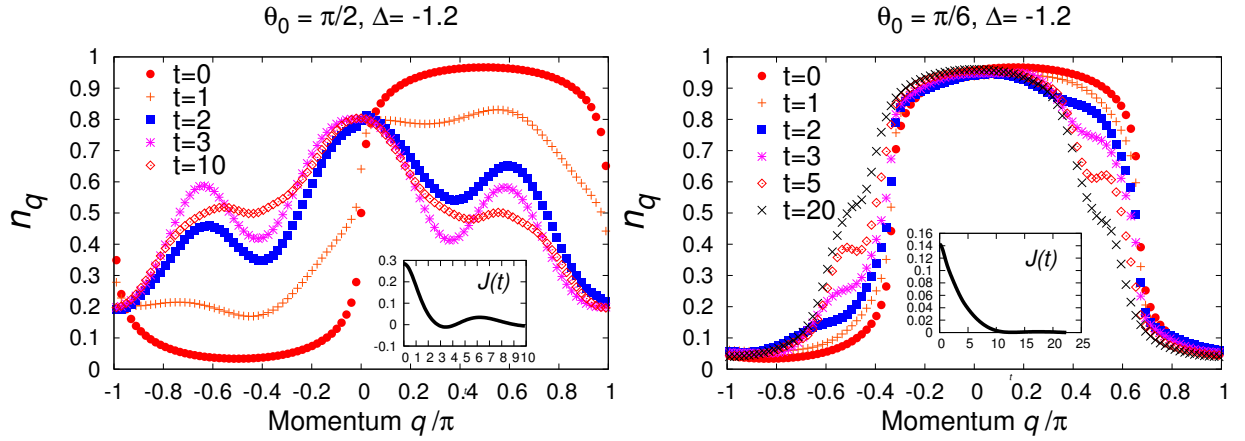 θ₀ = π/2, Δ= -1.2
n_q
1
0.9
0.8
0.7
0.6
0.5
0.4
0.3
0.2
0.1
0
t=0
t=1
t=2
t=3
t=10
0.3
0.2
0.1
0
-0.1
J(t)
0 1 2 3 4 5 6 7 8 9 10
-1 -0.8 -0.6 -0.4 -0.2 0 0.2 0.4 0.6 0.8 1
Momentum q/π
θ₀ = π/6, Δ= -1.2
n_q
1
0.9
0.8
0.7
0.6
0.5
0.4
0.3
0.2
0.1
0
t=0
t=1
t=2
t=3
t=5
t=20
0.16
0.14
0.12
0.1
0.08
0.06
0.04
0.02
0
J(t)
0 5 10 15 20 25
t
-1 -0.8 -0.6 -0.4 -0.2 0 0.2 0.4 0.6 0.8 1
Momentum q/π